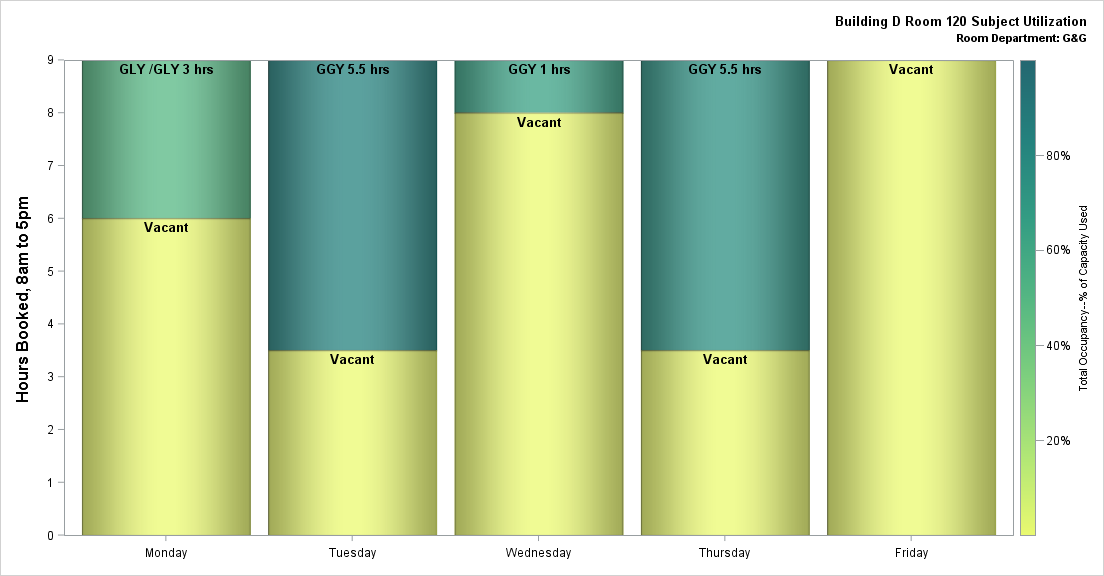 Building D Room 120 Subject Utilization
Room Department: G&G
Hours Booked, 8am to 5pm
9
8
7
6
5
4
3
2
1
0
GLY /GLY 3 hrs
Vacant
GGY 5.5 hrs
Vacant
GGY 1 hrs
Vacant
GGY 5.5 hrs
Vacant
Vacant
Monday
Tuesday
Wednesday
Thursday
Friday
80%
60%
40%
20%
Total Occupancy--% of Capacity Used